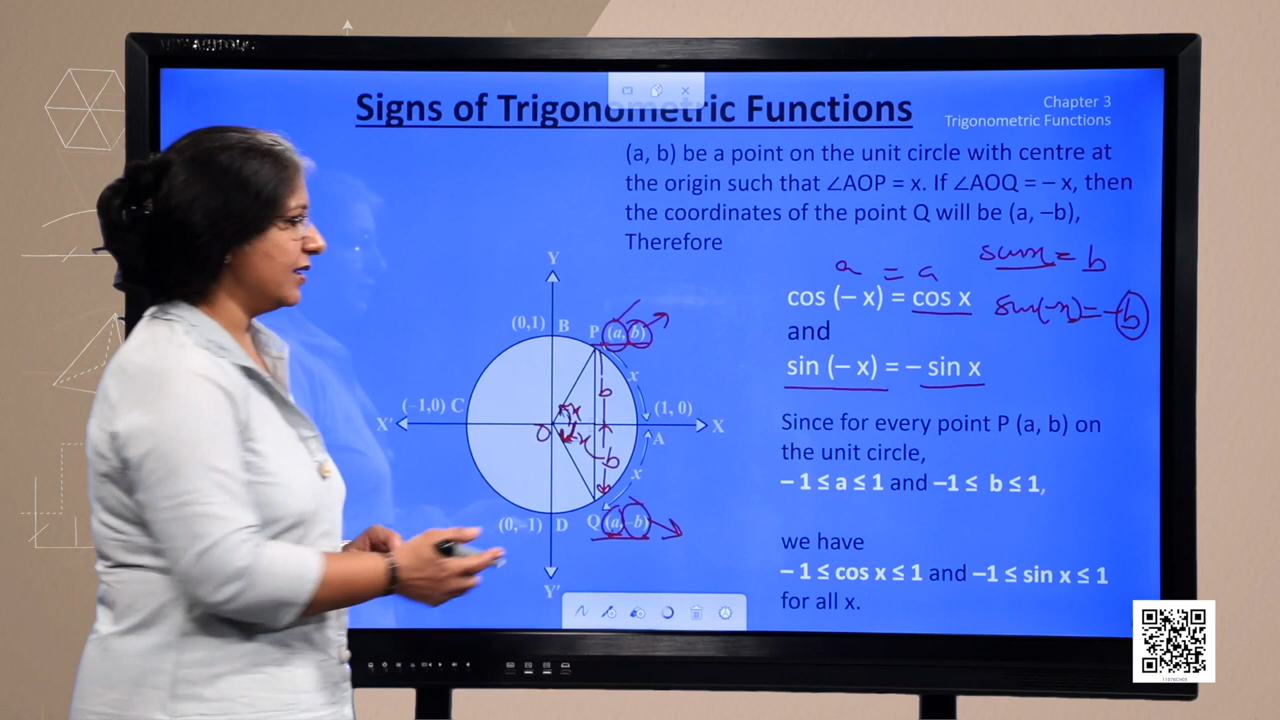 Signs of Trigonometric Functions
Chapter 3
Trigonometric Functions
(a, b) be a point on the unit circle with centre at
the origin such that ∠AOP = x. If ∠AOQ = – x, then
the coordinates of the point Q will be (a, –b),
Therefore
a = a
sin x = b
cos (– x) = cos x
sin(-x) = -b
and
sin (– x) = – sin x
Since for every point P (a, b) on
the unit circle,
– 1 ≤ a ≤ 1 and –1 ≤ b ≤ 1,
we have
– 1 ≤ cos x ≤ 1 and –1 ≤ sin x ≤ 1
for all x.
Y
(0,1) B P (a, b)
x
b
(–1,0) C (1, 0)
X' X
O A
x
b
x
(0,–1) D Q (a,–b)
Y'
11076CH03